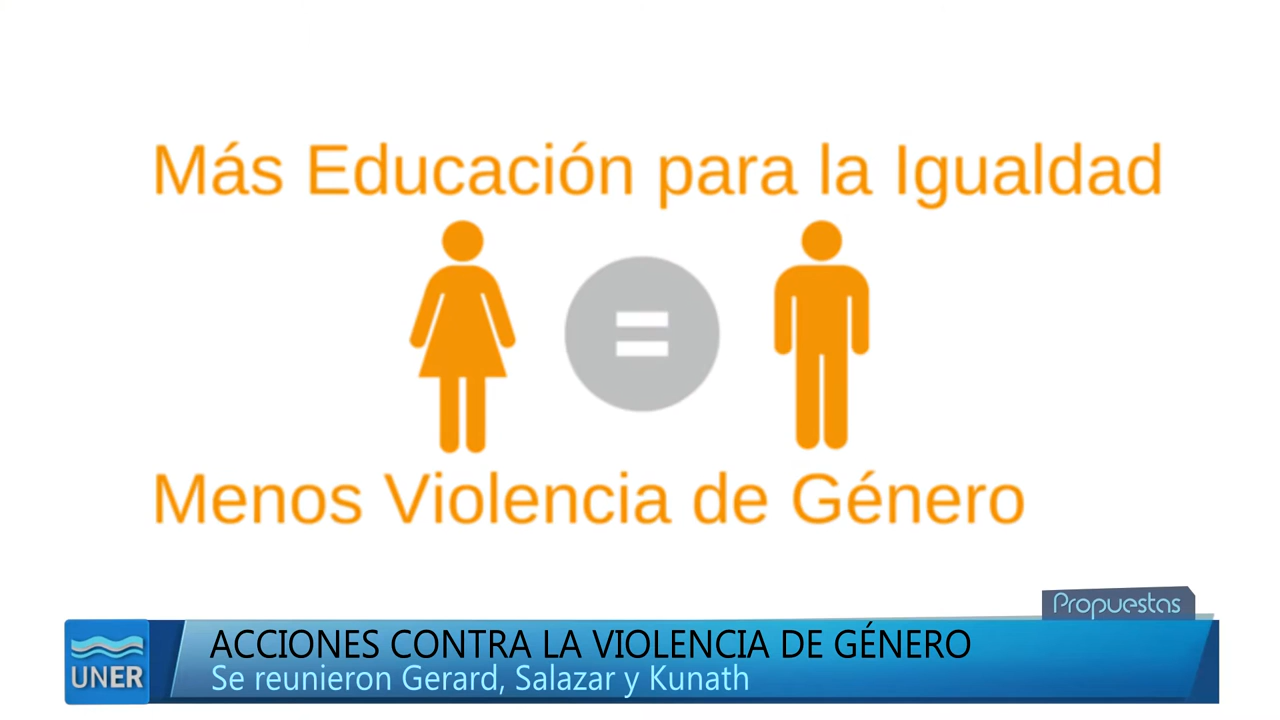 Más Educación para la Igualdad
=
Menos Violencia de Género
Propuestas
ACCIONES CONTRA LA VIOLENCIA DE GÉNERO
Se reunieron Gerard, Salazar y Kunath
UNER